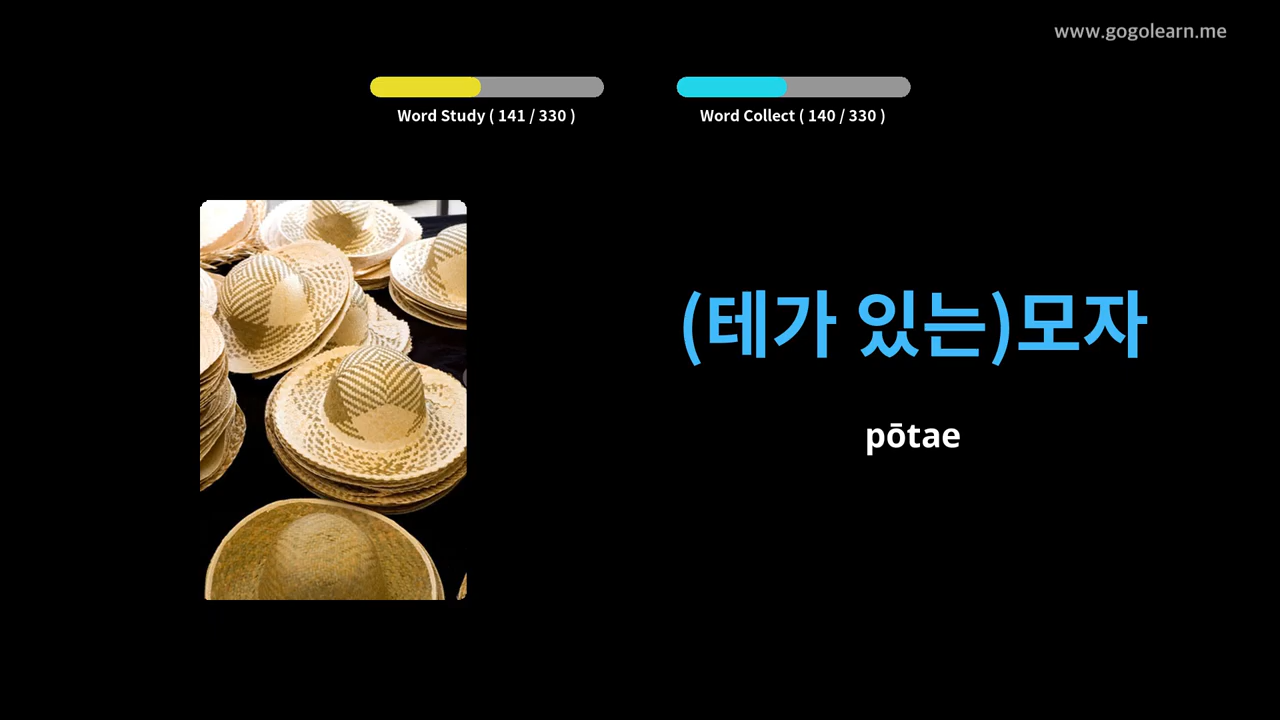 www.gogolearn.me
Word Study ( 141 / 330 )
Word Collect ( 140 / 330 )
(테가 있는)모자
pōtae